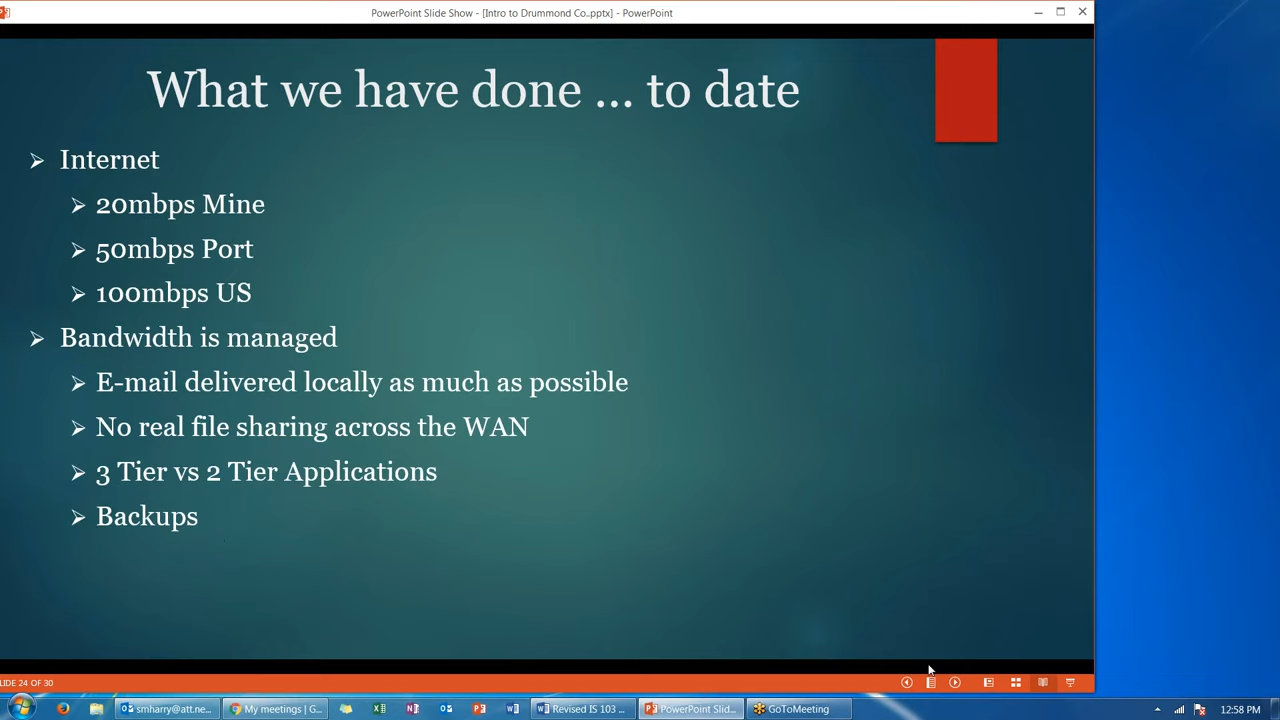 PowerPoint Slide Show - [Intro to Drummond Co..pptx] - PowerPoint
What we have done ... to date
Internet
20mbps Mine
50mbps Port
100mbps US
Bandwidth is managed
E-mail delivered locally as much as possible
No real file sharing across the WAN
3 Tier vs 2 Tier Applications
Backups
SLIDE 24 OF 30
smharry@att.ne...
My meetings | G...
Revised IS 103 ...
PowerPoint Slid...
GoToMeeting
12:58 PM